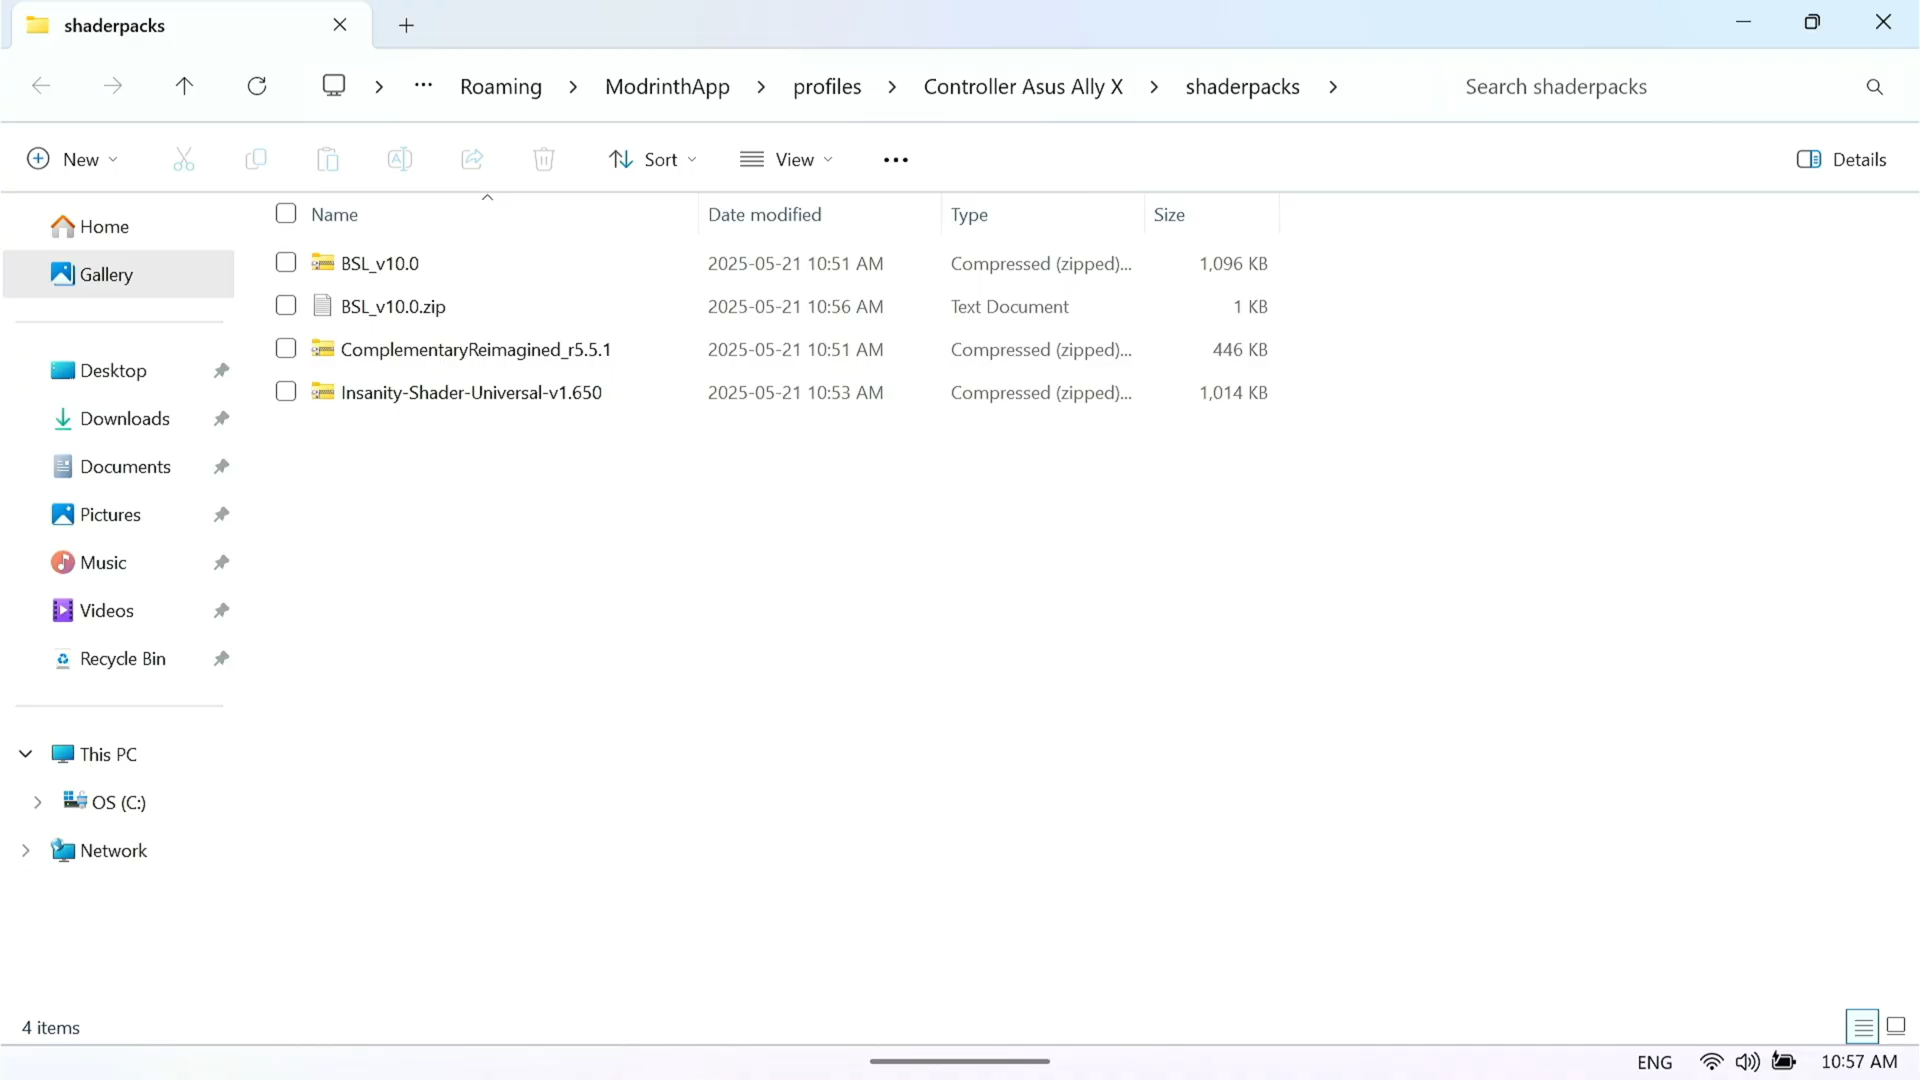 shaderpacks
Roaming
ModrinthApp
profiles
Controller Asus Ally X
shaderpacks
Search shaderpacks
New
Sort
View
Details
Name
Date modified
Type
Size
Home
Gallery
Desktop
Downloads
Documents
Pictures
Music
Videos
Recycle Bin
This PC
OS (C:)
Network
BSL_v10.0 2025-05-21 10:51 AM Compressed (zipped)... 1,096 KB
BSL_v10.0.zip 2025-05-21 10:56 AM Text Document 1 KB
ComplementaryReimagined_r5.5.1 2025-05-21 10:51 AM Compressed (zipped)... 446 KB
Insanity-Shader-Universal-v1.650 2025-05-21 10:53 AM Compressed (zipped)... 1,014 KB
4 items
ENG
10:57 AM